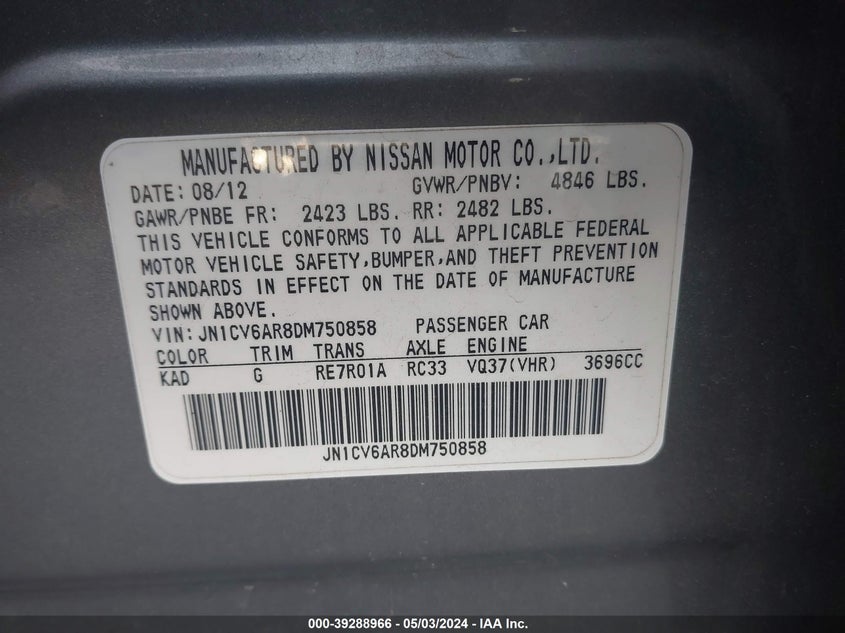 MANUFACTURED BY NISSAN MOTOR CO.,LTD.
DATE: 08/12 GVWR/PNBV: 4846 LBS.
GAWR/PNBE FR: 2423 LBS. RR: 2482 LBS.
THIS VEHICLE CONFORMS TO ALL APPLICABLE FEDERAL
MOTOR VEHICLE SAFETY,BUMPER,AND THEFT PREVENTION
STANDARDS IN EFFECT ON THE DATE OF MANUFACTURE
SHOWN ABOVE.
VIN: JN1CV6AR8DM750858 PASSENGER CAR
COLOR TRIM TRANS AXLE ENGINE
KAD G RE7R01A RC33 VQ37(VHR) 3696CC
JN1CV6AR8DM750858
000-39288966 - 05/03/2024 - IAA Inc.